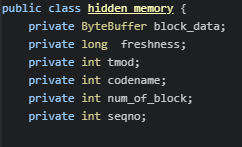 public class hidden_memory {
private ByteBuffer block_data;
private long  freshness;
private int tmod;
private int codename;
private int num_of_block;
private int seqno;